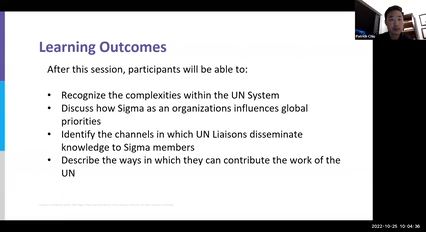 Learning Outcomes
After this session, participants will be able to:
• Recognize the complexities within the UN System
• Discuss how Sigma as an organizations influences global
priorities
• Identify the channels in which UN Liaisons disseminate
knowledge to Sigma members
• Describe the ways in which they can contribute the work of the
UN
2022-10-25 10:04:36